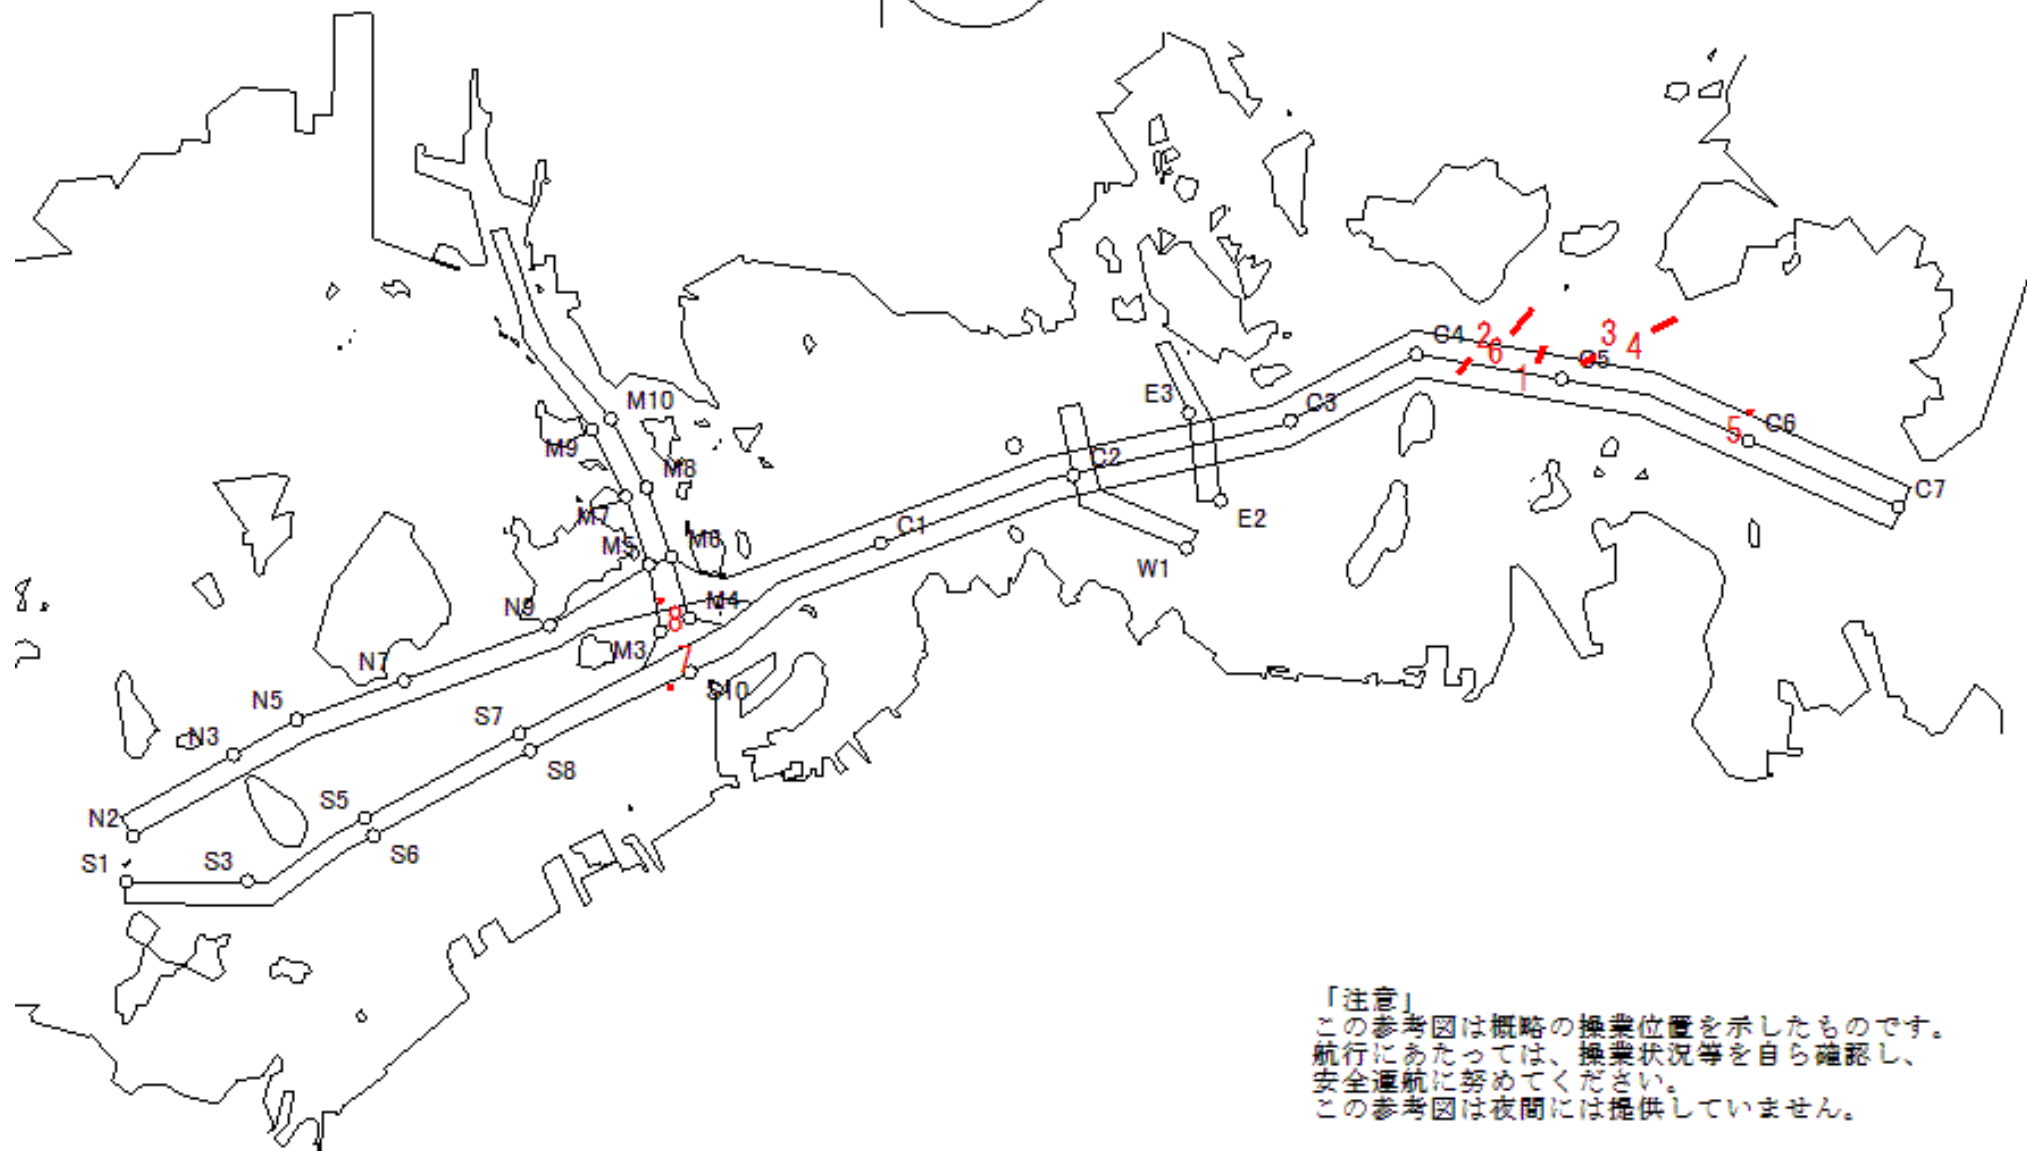 M10
M9
M8
M7
M6
M5
M4
M3
N9
N7
N5
N3
N2
S1
S3
S5
S6
S7
S8
S10
C1
C2
C3
C4
C5
C6
C7
E3
E2
W1
1
2
3
4
5
6
7
8
「注意」
この参考図は概略の操業位置を示したものです。
航行にあたっては、操業状況等を自ら確認し、
安全運航に努めてください。
この参考図は夜間には提供していません。